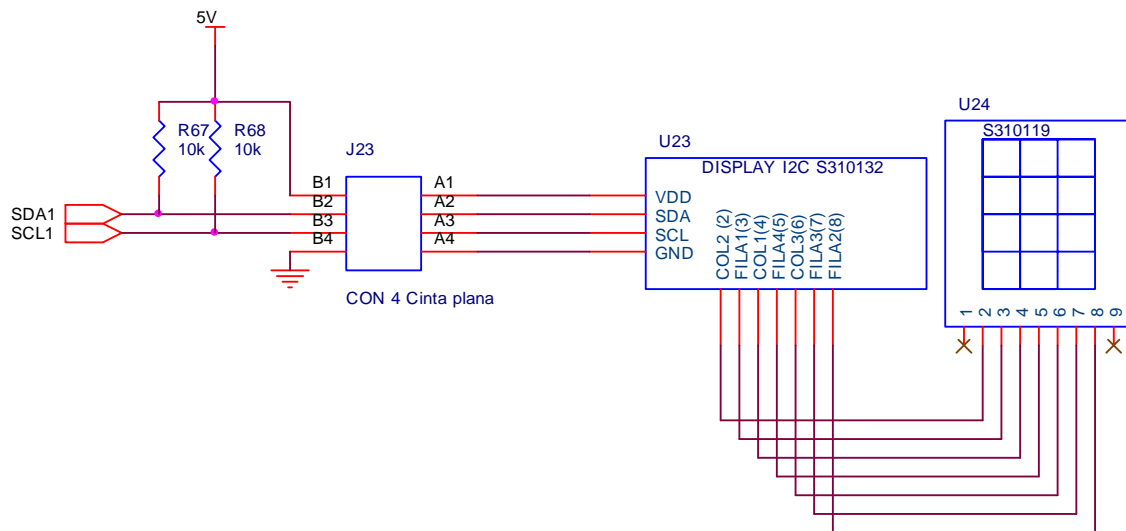 5V
R67
10k
R68
10k
SDA1
SCL1
J23
B1
B2
B3
B4
A1
A2
A3
A4
CON 4 Cinta plana
U23
DISPLAY I2C S310132
VDD
SDA
SCL
GND
COL2 (2)
FILA1(3)
COL1(4)
FILA4(5)
COL3(6)
FILA3(7)
FILA2(8)
U24
S310119
1
2
3
4
5
6
7
8
9